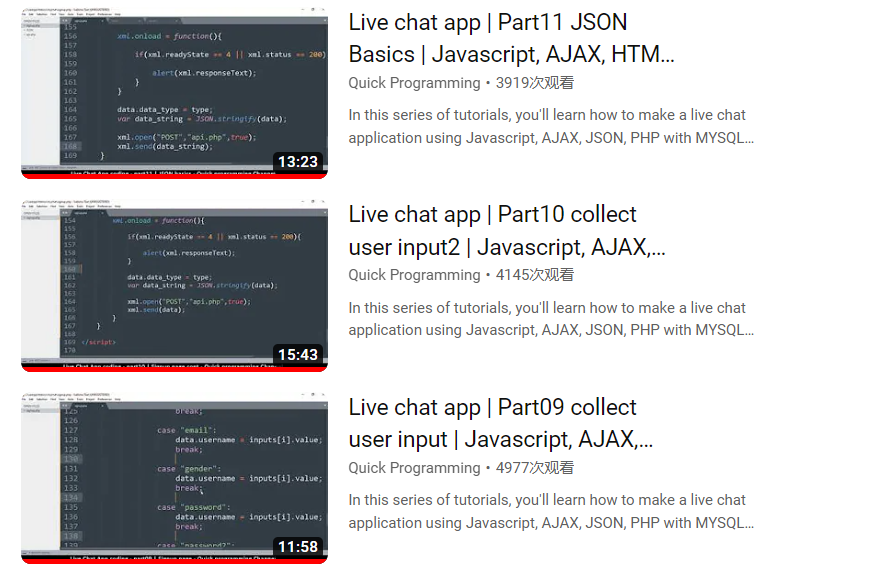 155
156 xml.onload = function(){
157
158 if(xml.readyState == 4 || xml.status == 200)
159
160 alert(xml.responseText);
161 }
162 }
163
164 data.data_type = type;
165 var data_string = JSON.stringify(data);
166
167 xml.open("POST","api.php",true);
168 xml.send(data_string);
169 }
13:23
Live chat app | Part11 JSON
Basics | Javascript, AJAX, HTM...
Quick Programming • 3919次观看
In this series of tutorials, you'll learn how to make a live chat
application using Javascript, AJAX, JSON, PHP with MYSQL...
154 xml.onload = function(){
155
156 if(xml.readyState == 4 || xml.status == 200){
157
158 alert(xml.responseText);
159 }
160
161 data.data_type = type;
162 var data_string = JSON.stringify(data);
163
164 xml.open("POST","api.php",true);
165 xml.send(data);
166 }
167 }
168
169 </script>
170
15:43
Live chat app | Part10 collect
user input2 | Javascript, AJAX,...
Quick Programming • 4145次观看
In this series of tutorials, you'll learn how to make a live chat
application using Javascript, AJAX, JSON, PHP with MYSQL...
125 break;
126
127 case "email":
128 data.username = inputs[i].value;
129 break;
130
131 case "gender":
132 data.username = inputs[i].value;
133 break;
134
135 case "password":
136 data.username = inputs[i].value;
137 break;
138
case "password2":
11:58
Live chat app | Part09 collect
user input | Javascript, AJAX,...
Quick Programming • 4977次观看
In this series of tutorials, you'll learn how to make a live chat
application using Javascript, AJAX, JSON, PHP with MYSQL...